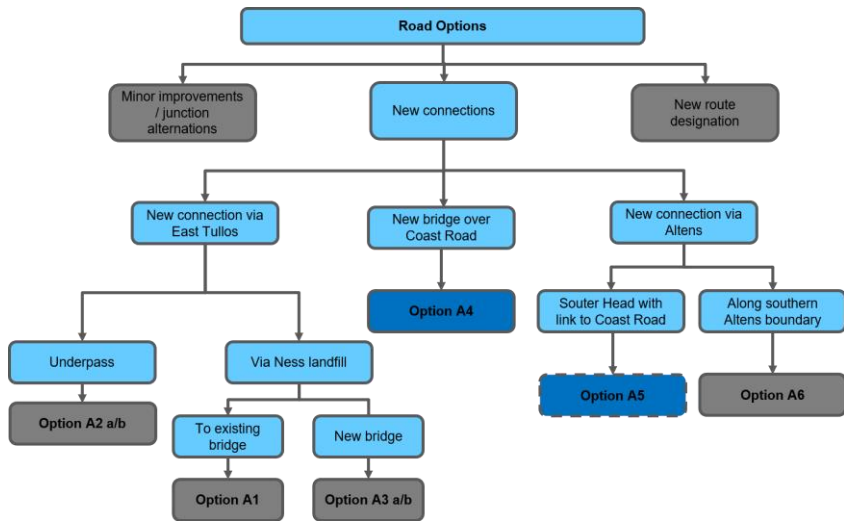 Road Options
Minor improvements
/ junction
alternations
New connections
New route
designation
New connection via
East Tullos
New bridge over
Coast Road
New connection via
Altens
Option A4
Souter Head with
link to Coast Road
Along southern
Altens boundary
Underpass
Via Ness landfill
Option A5
Option A6
Option A2 a/b
To existing
bridge
New bridge
Option A1
Option A3 a/b